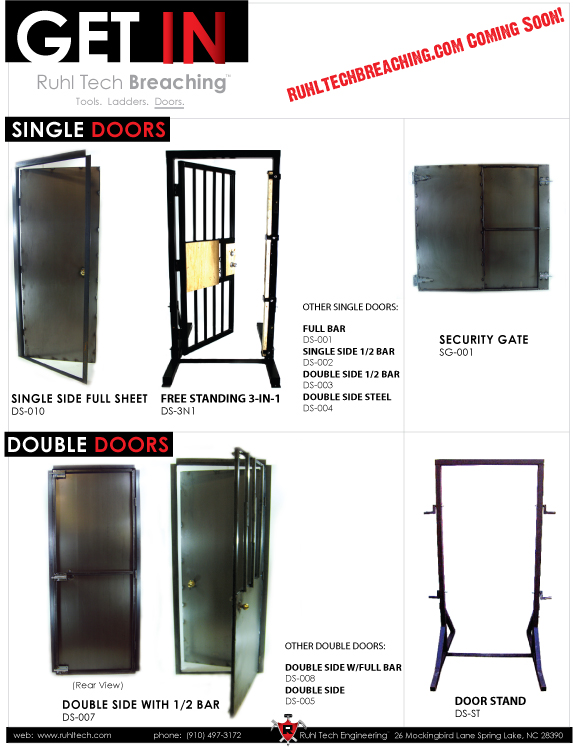 GET IN
Ruhl Tech Breaching™
Tools. Ladders. Doors.
RUHLTECHBREACHING.COM COMING SOON!
SINGLE DOORS
OTHER SINGLE DOORS:
FULL BAR
DS-001
SINGLE SIDE 1/2 BAR
DS-002
DOUBLE SIDE 1/2 BAR
DS-003
DOUBLE SIDE STEEL
DS-004
SINGLE SIDE FULL SHEET
DS-010
FREE STANDING 3-IN-1
DS-3N1
SECURITY GATE
SG-001
DOUBLE DOORS
(Rear View)
DOUBLE SIDE WITH 1/2 BAR
DS-007
OTHER DOUBLE DOORS:
DOUBLE SIDE W/FULL BAR
DS-008
DOUBLE SIDE
DS-005
DOOR STAND
DS-ST
web: www.ruhltech.com phone: (910) 497-3172 Ruhl Tech Engineering™ 26 Mockingbird Lane Spring Lake, NC 28390